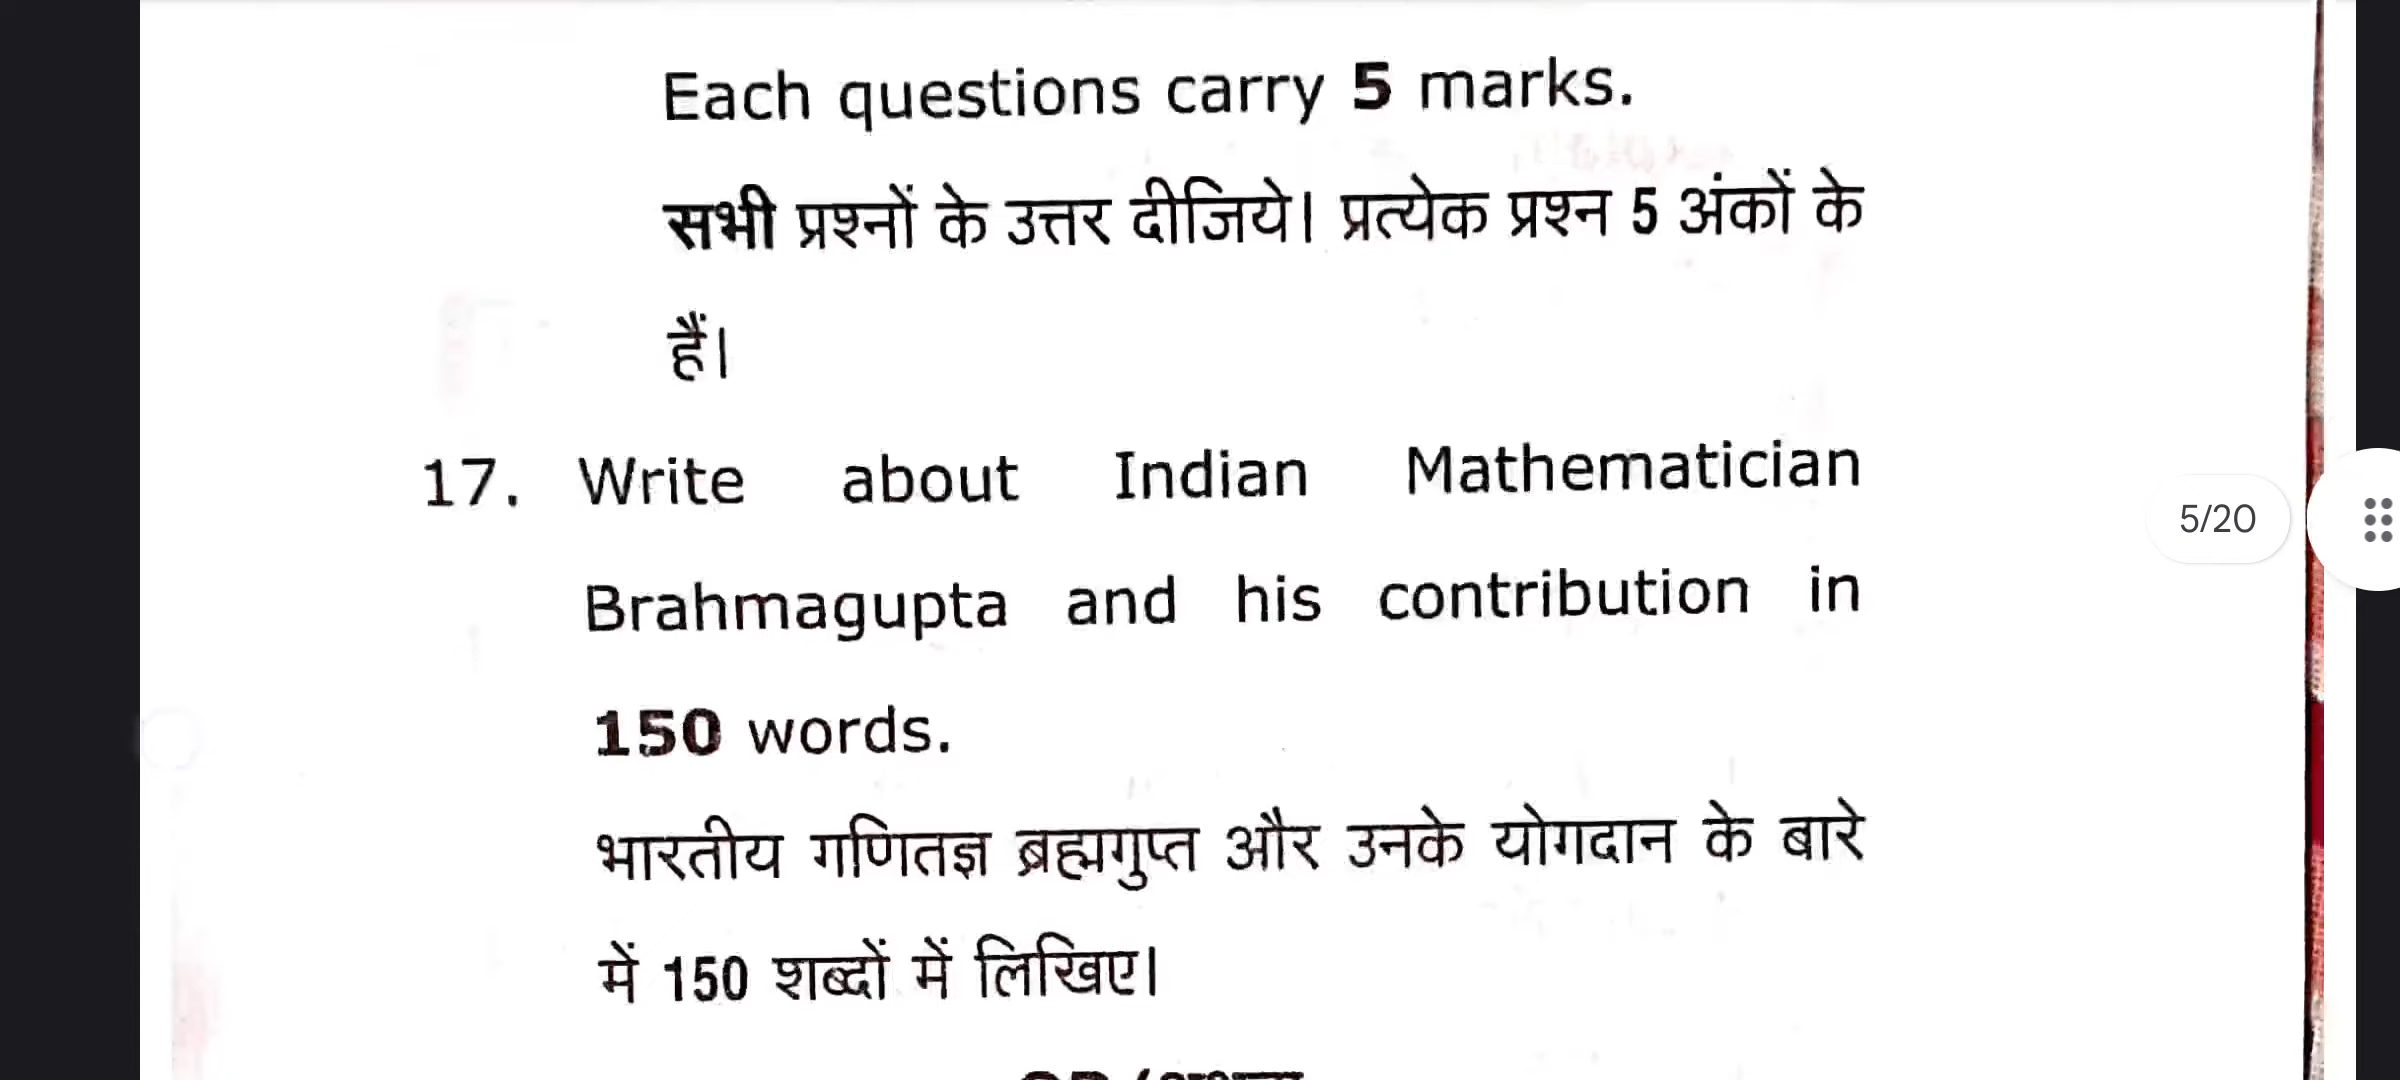 Each questions carry 5 marks.
सभी प्रश्नों के उत्तर दीजिये। प्रत्येक प्रश्न 5 अंकों के
हैं।
17. Write about Indian Mathematician
Brahmagupta and his contribution in
5/20
150 words.
भारतीय गणितज्ञ ब्रह्मगुप्त और उनके योगदान के बारे
में 150 शब्दों में लिखिए।